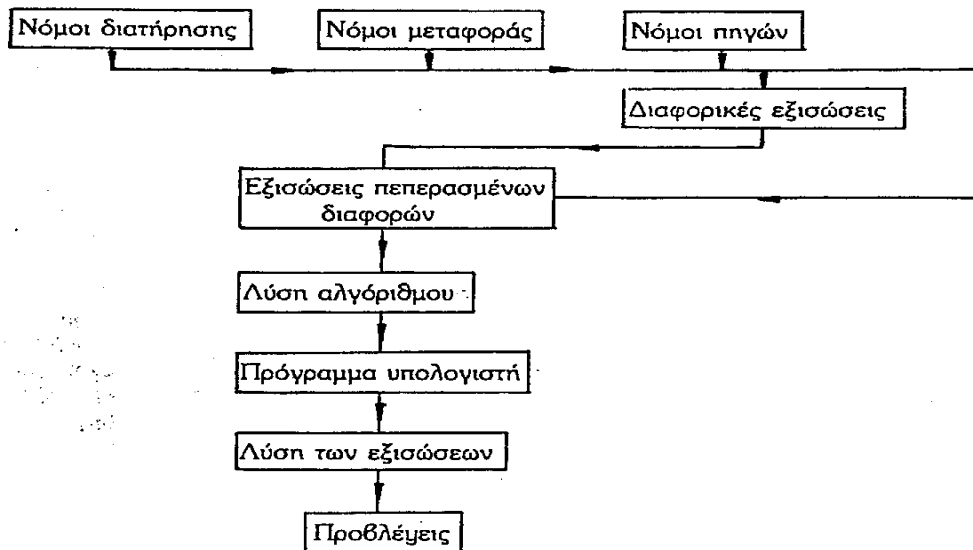 Νόμοι διατήρησης
Νόμοι μεταφοράς
Νόμοι πηγών
Διαφορικές εξισώσεις
Εξισώσεις πεπερασμένων
διαφορών
Λύση αλγόριθμου
Πρόγραμμα υπολογιστή
Λύση των εξισώσεων
Προβλέψεις